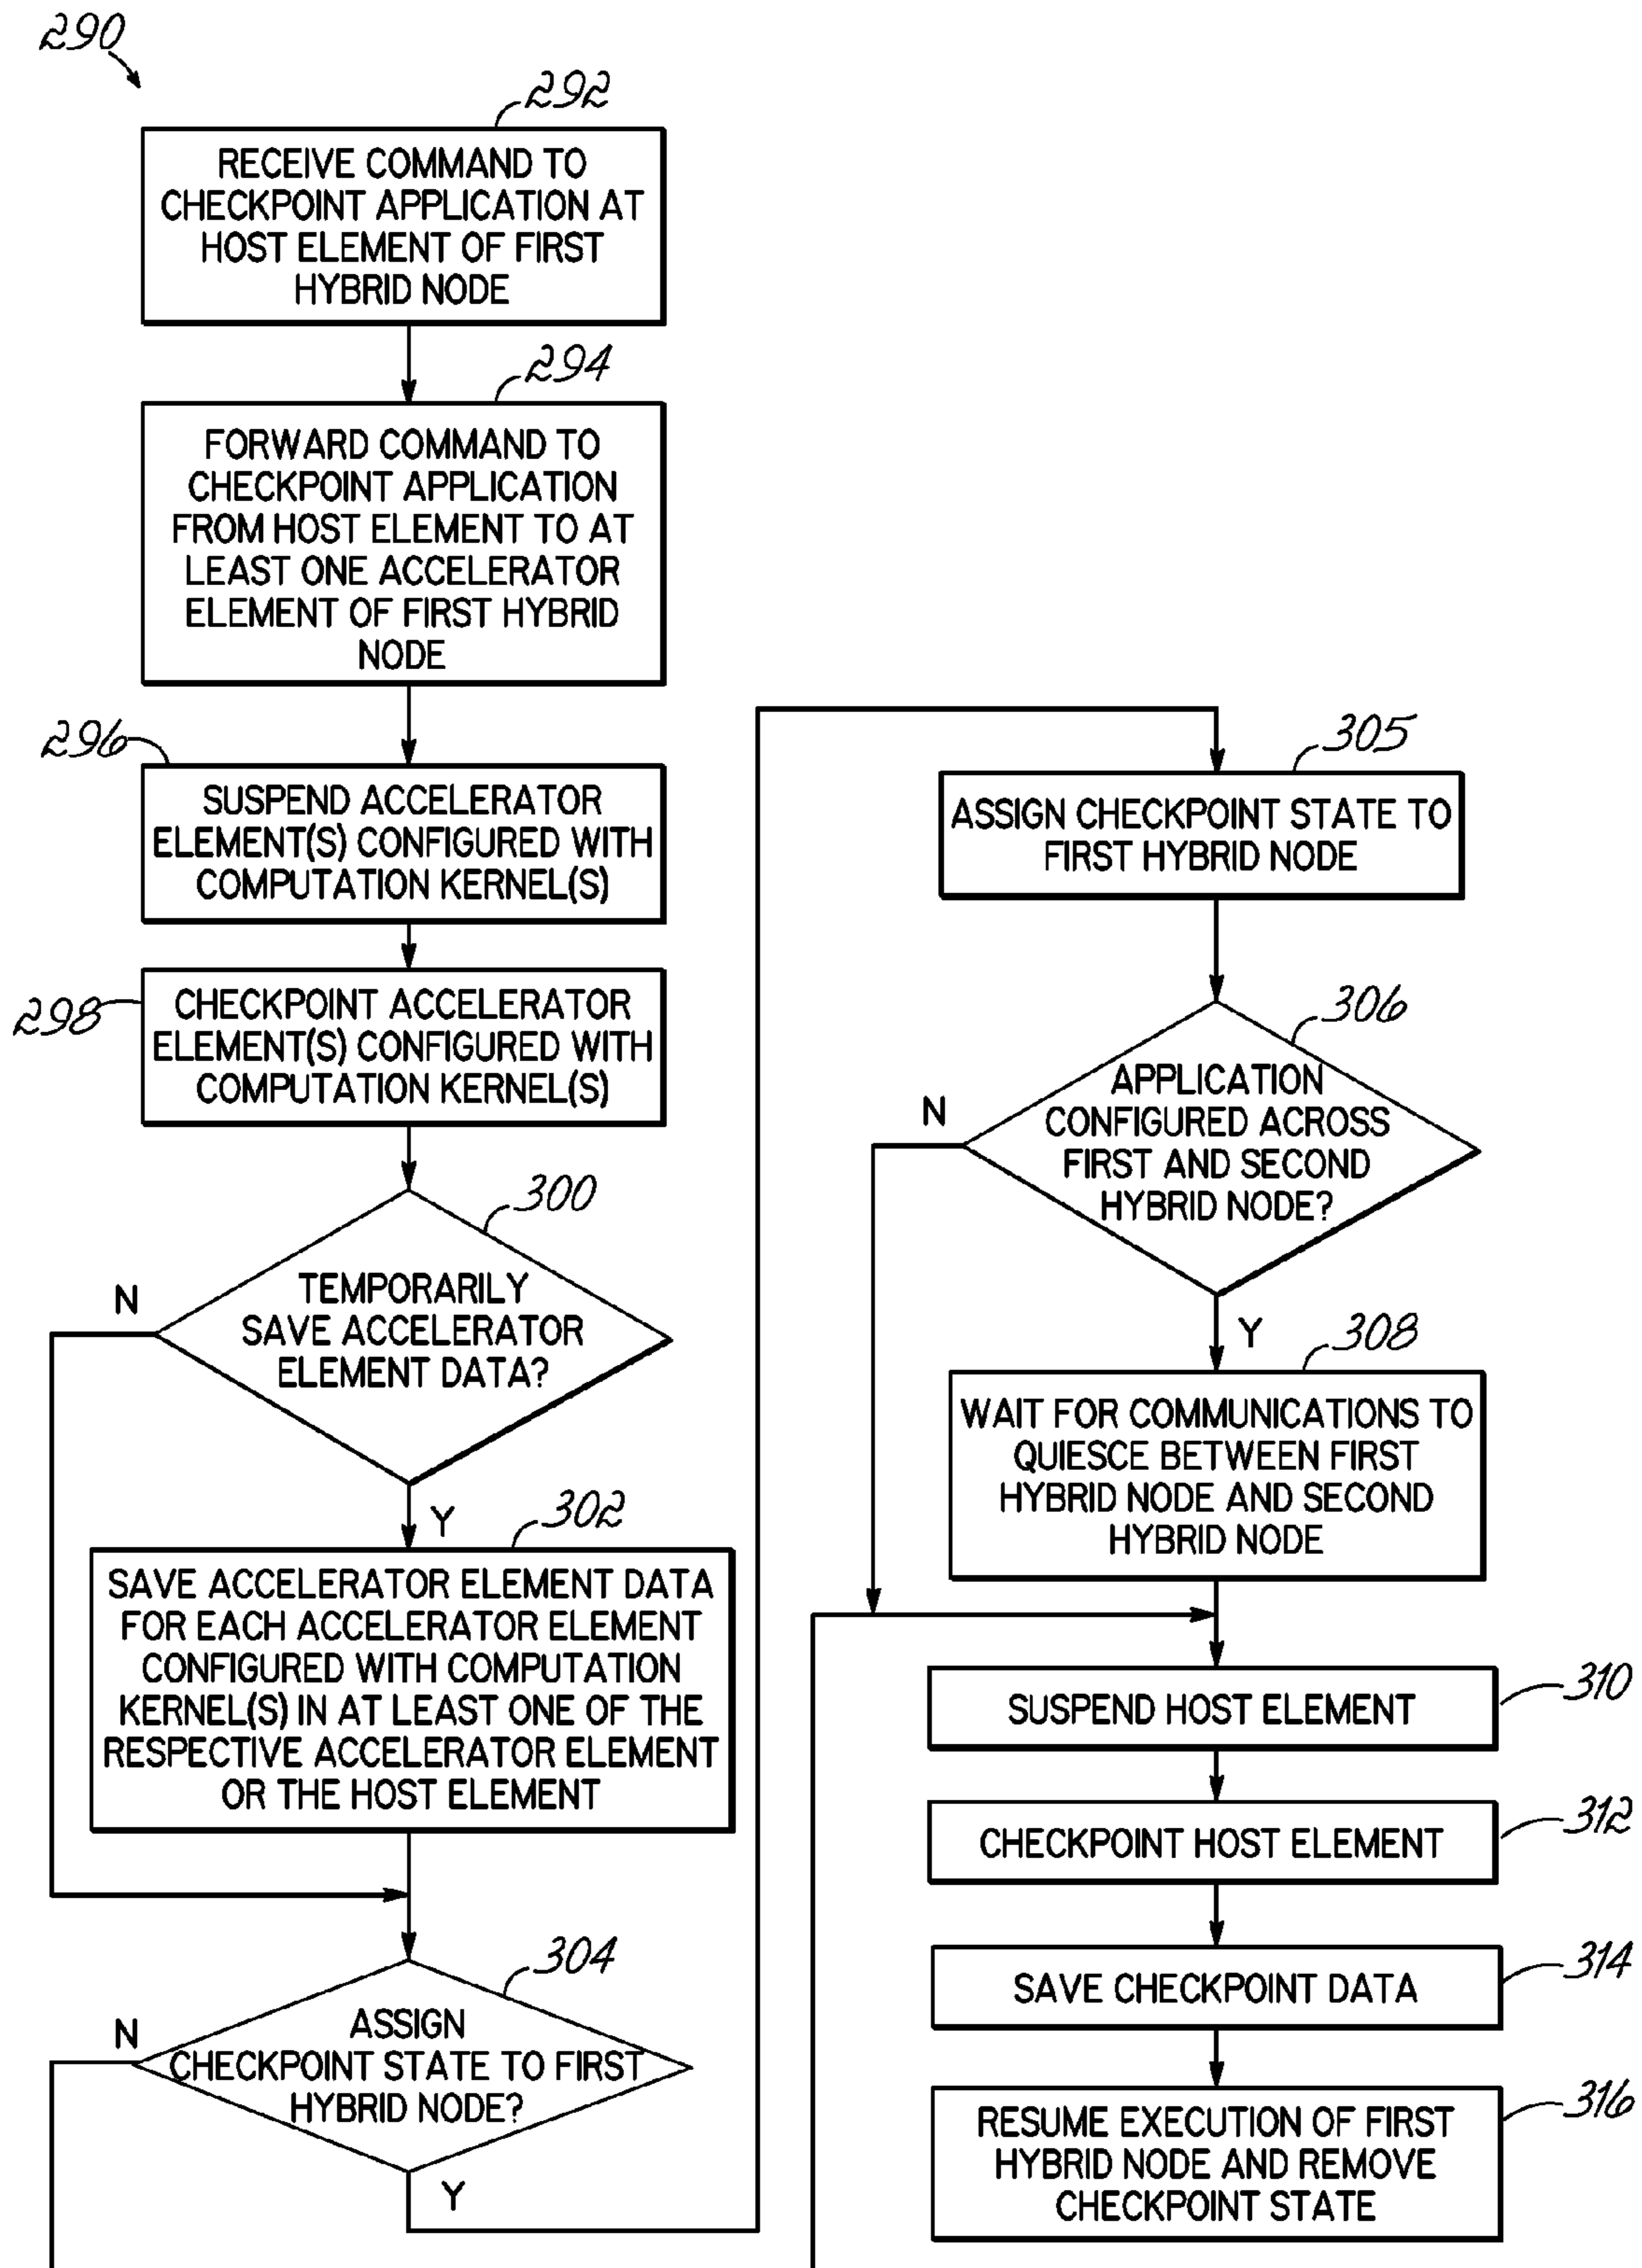 290
292
RECEIVE COMMAND TO
CHECKPOINT APPLICATION AT
HOST ELEMENT OF FIRST
HYBRID NODE
294
FORWARD COMMAND TO
CHECKPOINT APPLICATION
FROM HOST ELEMENT TO AT
LEAST ONE ACCELERATOR
ELEMENT OF FIRST HYBRID
NODE
296
SUSPEND ACCELERATOR
ELEMENT(S) CONFIGURED WITH
COMPUTATION KERNEL(S)
298
CHECKPOINT ACCELERATOR
ELEMENT(S) CONFIGURED WITH
COMPUTATION KERNEL(S)
300
TEMPORARILY
SAVE ACCELERATOR
ELEMENT DATA?
N
Y
302
SAVE ACCELERATOR ELEMENT DATA
FOR EACH ACCELERATOR ELEMENT
CONFIGURED WITH COMPUTATION
KERNEL(S) IN AT LEAST ONE OF THE
RESPECTIVE ACCELERATOR ELEMENT
OR THE HOST ELEMENT
304
ASSIGN
CHECKPOINT STATE TO FIRST
HYBRID NODE?
N
Y
305
ASSIGN CHECKPOINT STATE TO
FIRST HYBRID NODE
306
APPLICATION
CONFIGURED ACROSS
FIRST AND SECOND
HYBRID NODE?
N
Y
308
WAIT FOR COMMUNICATIONS TO
QUIESCE BETWEEN FIRST
HYBRID NODE AND SECOND
HYBRID NODE
310
SUSPEND HOST ELEMENT
312
CHECKPOINT HOST ELEMENT
314
SAVE CHECKPOINT DATA
316
RESUME EXECUTION OF FIRST
HYBRID NODE AND REMOVE
CHECKPOINT STATE